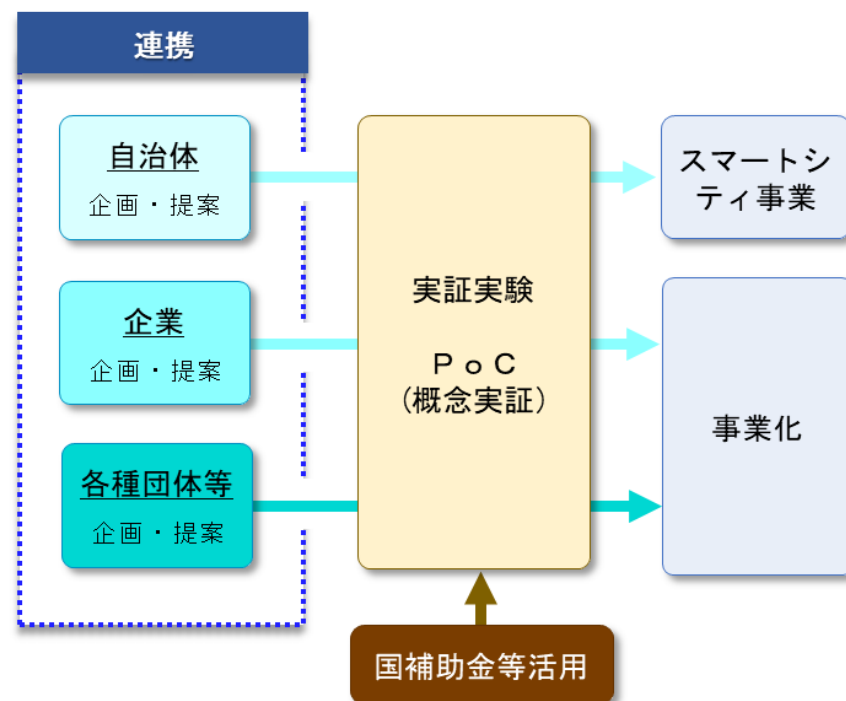 連携
自治体
企画・提案
企業
企画・提案
各種団体等
企画・提案
実証実験
ＰｏＣ
（概念実証）
国補助金等活用
スマートシ
ティ事業
事業化